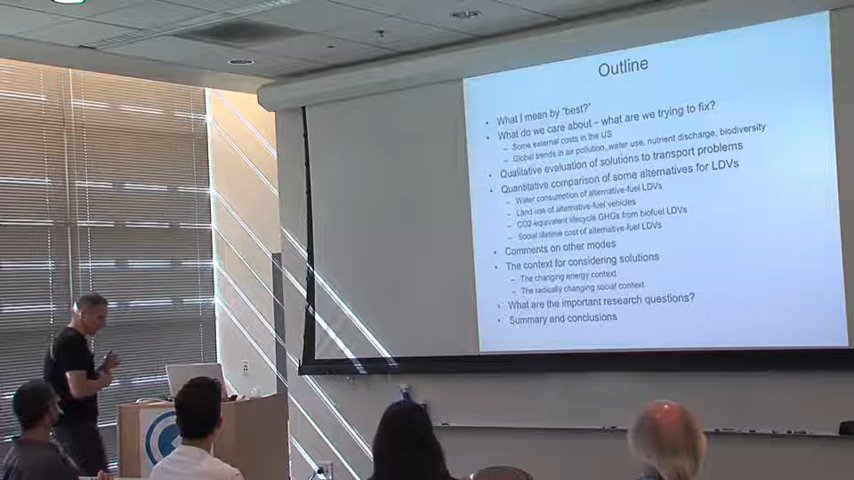 Outline
• What I mean by "best?"
• What do we care about – what are we trying to fix?
– Some external costs in the US
– Global trends in air pollution, water use, nutrient discharge, biodiversity
• Qualitative evaluation of solutions to transport problems
• Quantitative comparison of some alternatives for LDVs
– Water consumption of alternative-fuel LDVs
– Land use of alternative-fuel vehicles
– CO2-equivalent lifecycle GHGs from biofuel LDVs
– Social lifetime cost of alternative-fuel LDVs
• Comments on other modes
• The context for considering solutions
– The changing energy context
– The radically changing social context
• What are the important research questions?
• Summary and conclusions